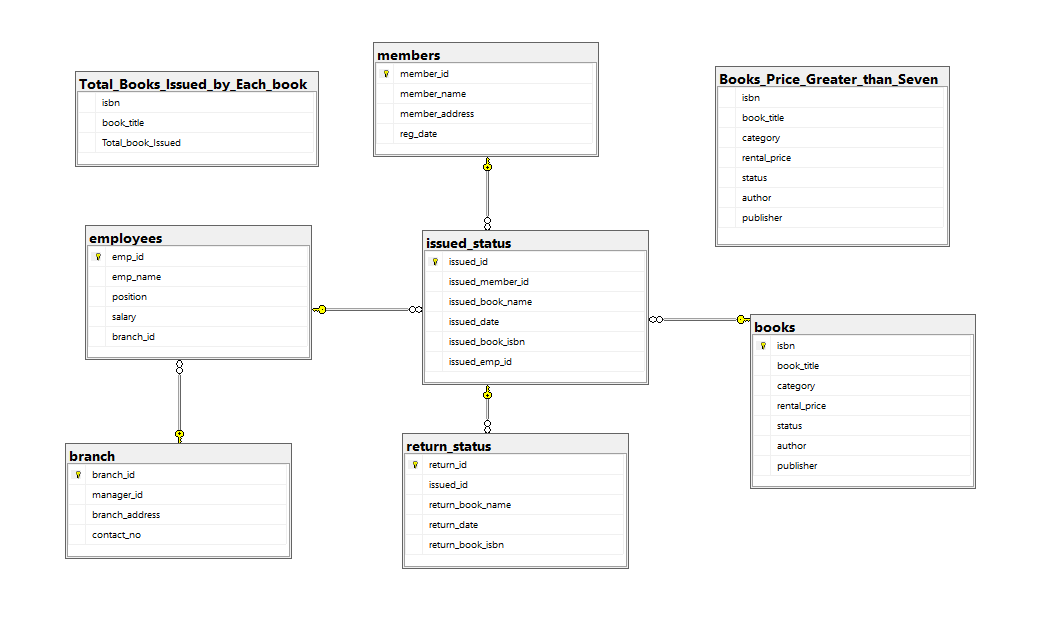 Total_Books_Issued_by_Each_book
isbn
book_title
Total_book_Issued
members
member_id
member_name
member_address
reg_date
Books_Price_Greater_than_Seven
isbn
book_title
category
rental_price
status
author
publisher
employees
emp_id
emp_name
position
salary
branch_id
issued_status
issued_id
issued_member_id
issued_book_name
issued_date
issued_book_isbn
issued_emp_id
books
isbn
book_title
category
rental_price
status
author
publisher
branch
branch_id
manager_id
branch_address
contact_no
return_status
return_id
issued_id
return_book_name
return_date
return_book_isbn